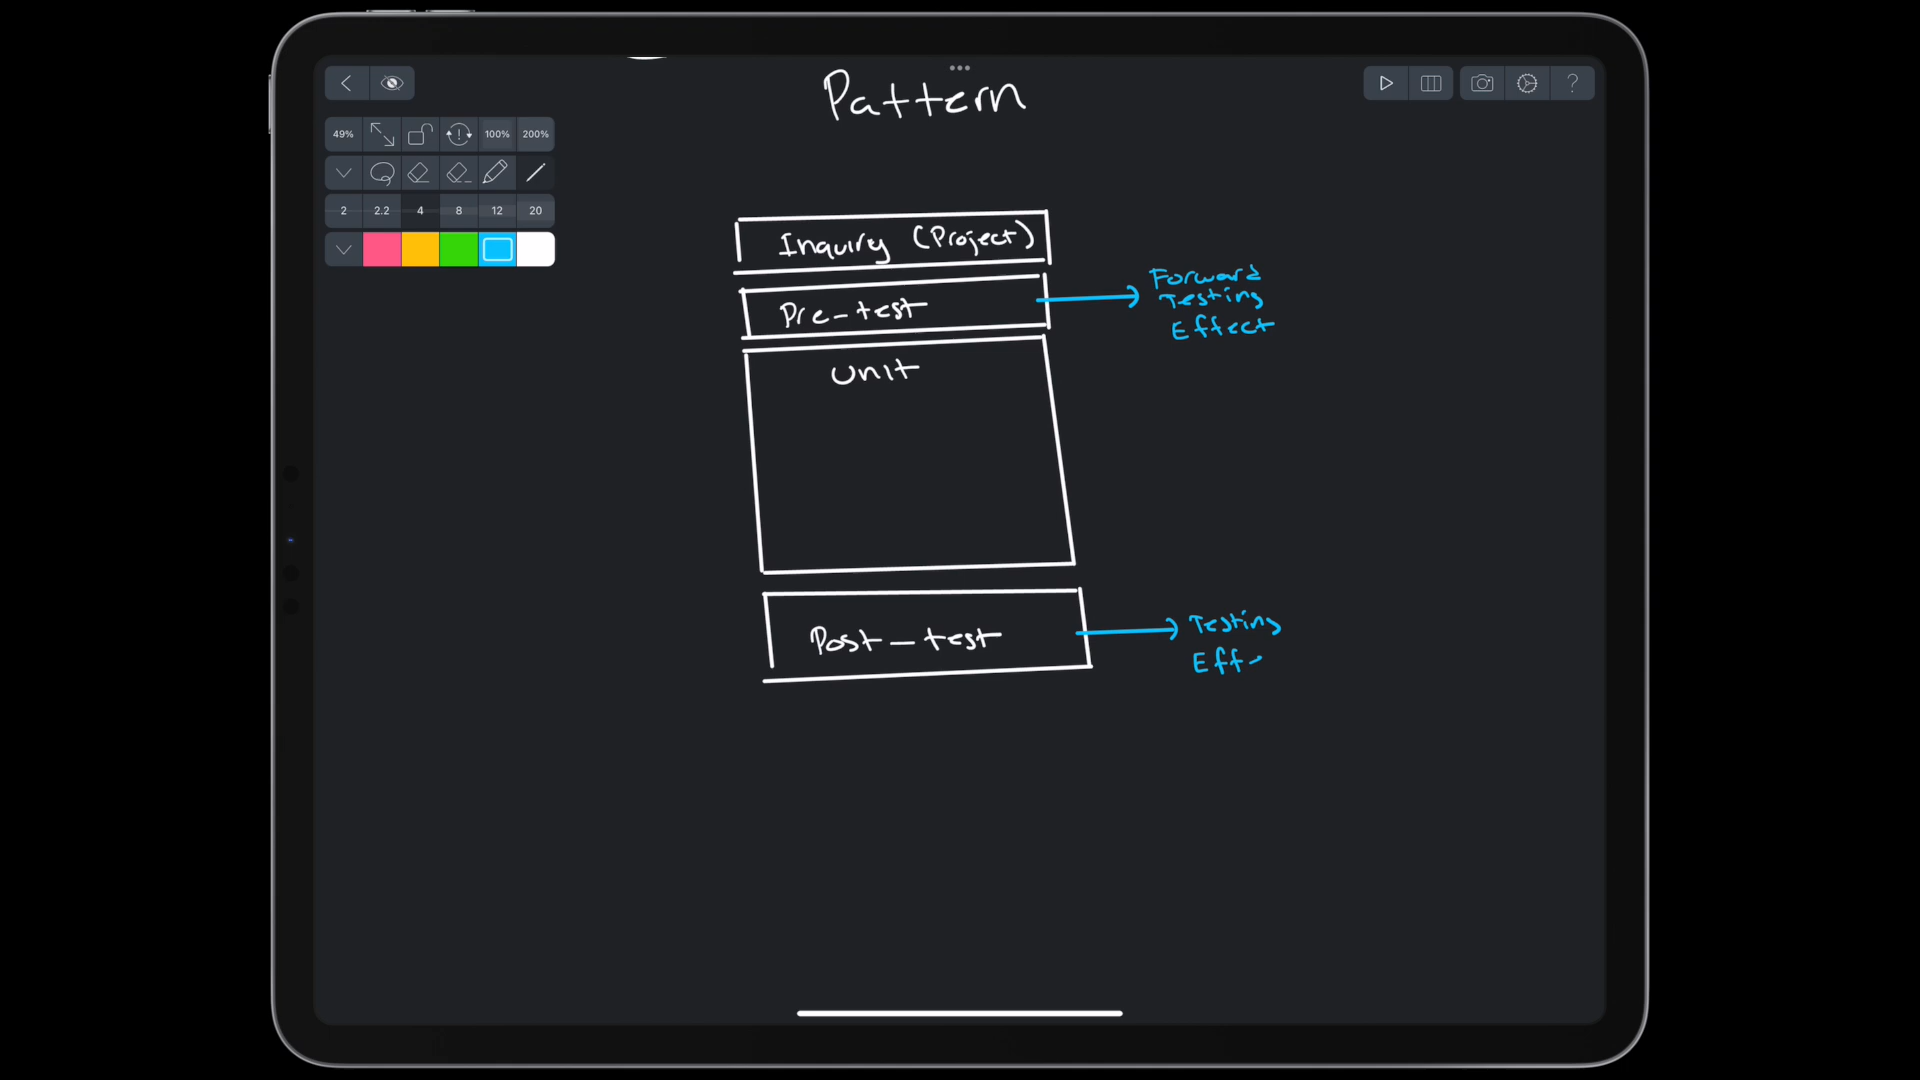 Pattern
49%
100%
200%
2
2.2
4
8
12
20
?
Inquiry (Project)
Pre-test
Forward
Testing
Effect
Unit
Post-test
Testing
Eff